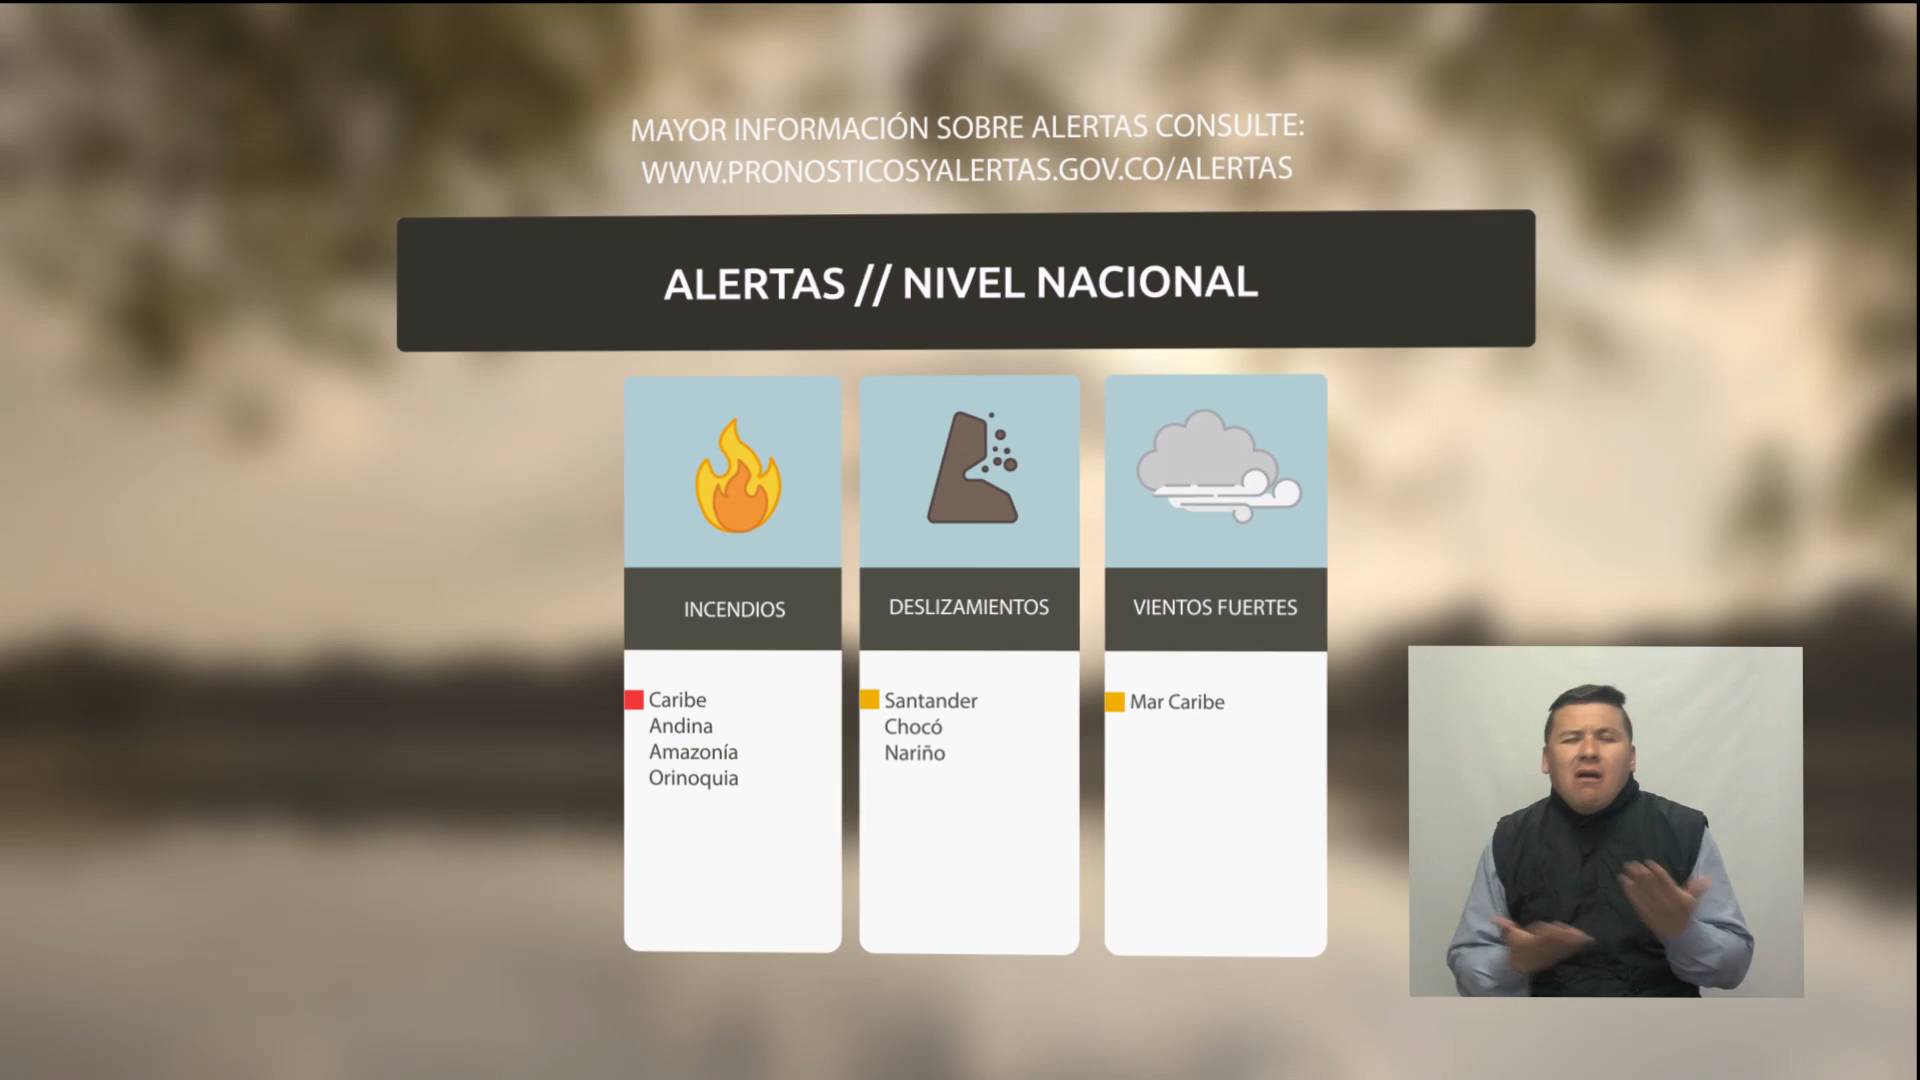 MAYOR INFORMACIÓN SOBRE ALERTAS CONSULTE:
WWW.PRONOSTICOSYALERTAS.GOV.CO/ALERTAS
ALERTAS // NIVEL NACIONAL
INCENDIOS
Caribe
Andina
Amazonía
Orinoquia
DESLIZAMIENTOS
Santander
Chocó
Nariño
VIENTOS FUERTES
Mar Caribe